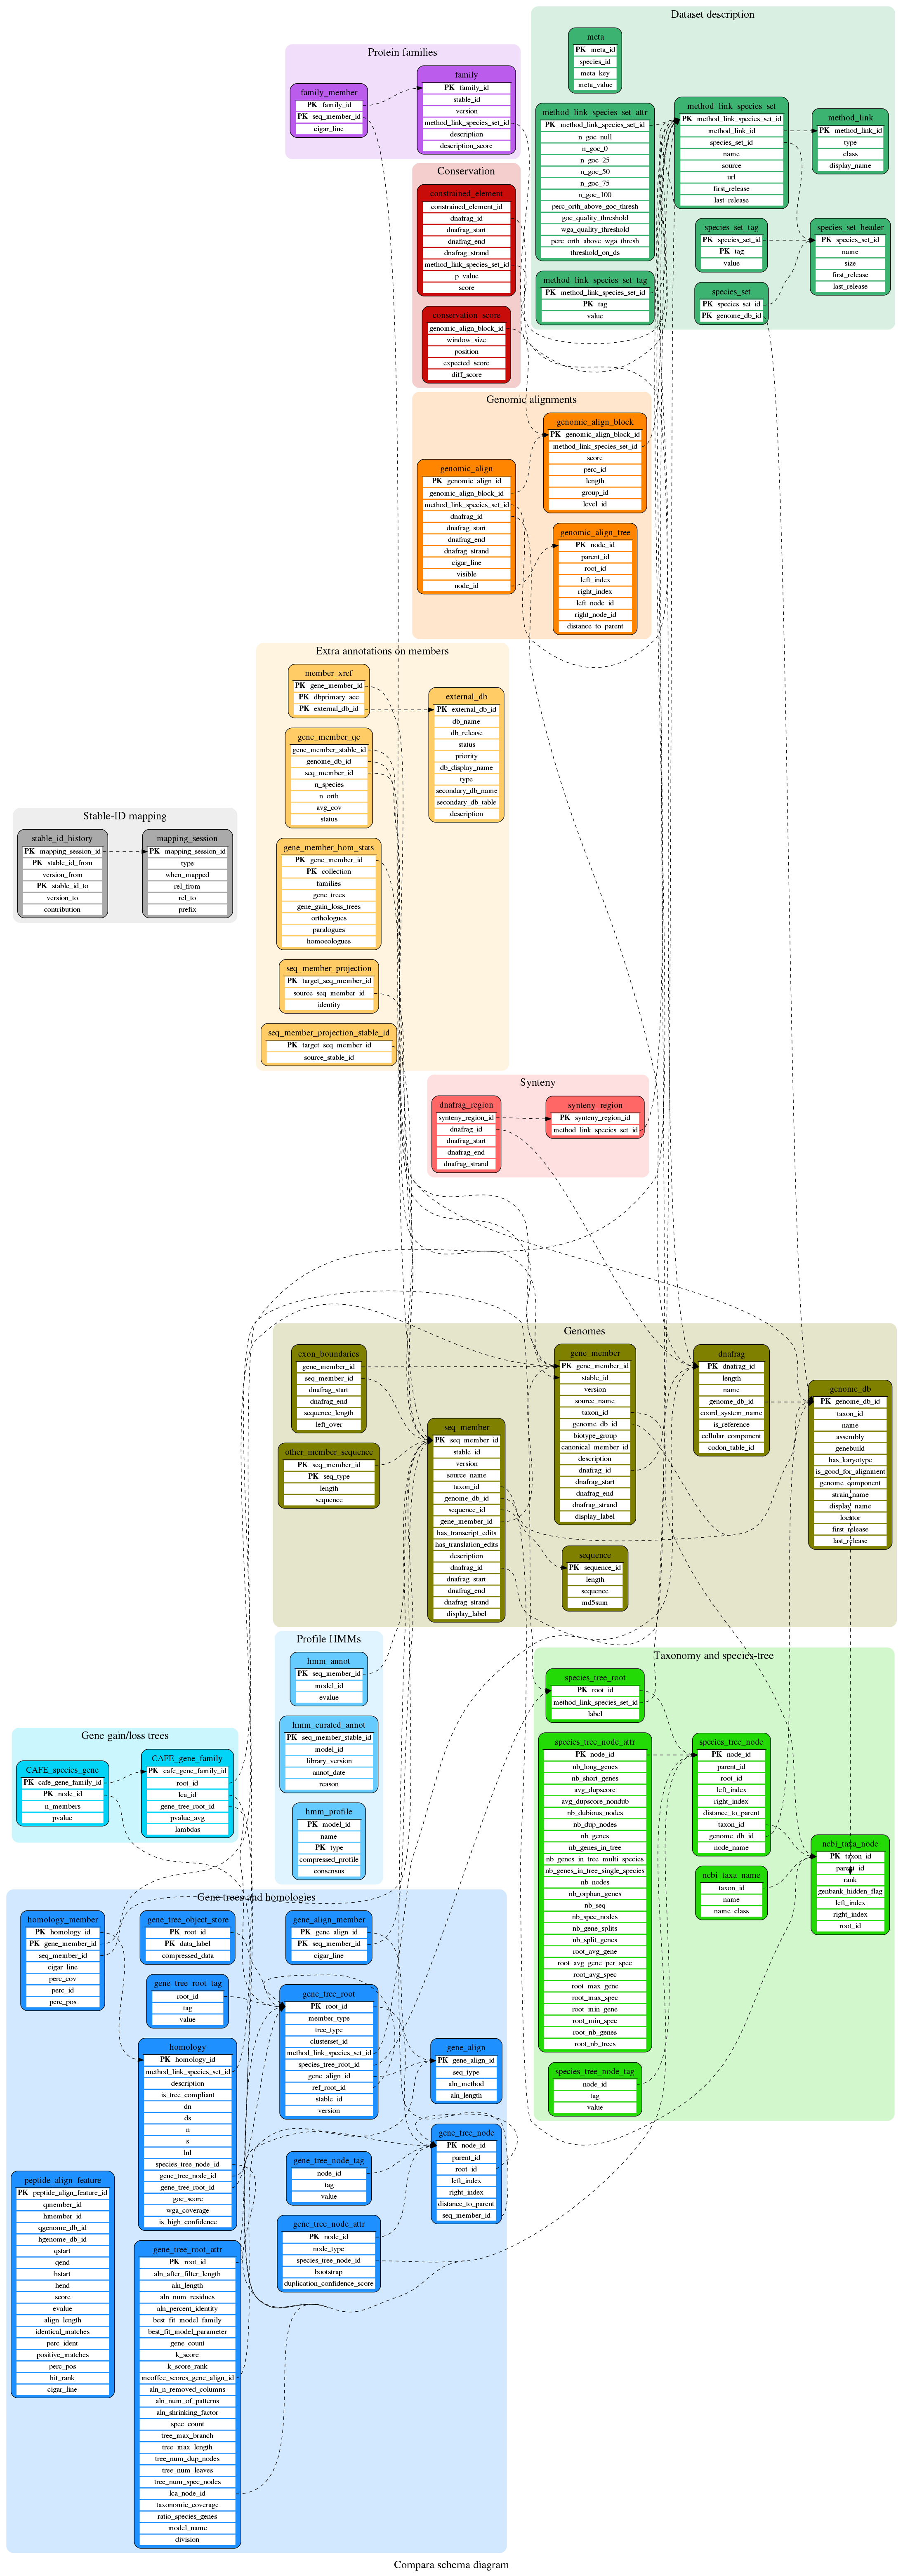 Dataset description
meta
PK meta_id
species_id
meta_key
meta_value
method_link_species_set_attr
PK method_link_species_set_id
n_goc_null
n_goc_0
n_goc_25
n_goc_50
n_goc_75
n_goc_100
perc_orth_above_goc_thresh
goc_quality_threshold
wga_quality_threshold
perc_orth_above_wga_thresh
threshold_on_ds
method_link_species_set_tag
PK method_link_species_set_id
PK tag
value
method_link_species_set
PK method_link_species_set_id
method_link_id
species_set_id
name
source
url
first_release
last_release
method_link
PK method_link_id
type
class
display_name
species_set_tag
PK species_set_id
PK tag
value
species_set_header
PK species_set_id
name
size
first_release
last_release
species_set
PK species_set_id
PK genome_db_id
Protein families
family_member
PK family_id
PK seq_member_id
cigar_line
family
PK family_id
stable_id
version
method_link_species_set_id
description
description_score
Conservation
constrained_element
constrained_element_id
dnafrag_id
dnafrag_start
dnafrag_end
dnafrag_strand
method_link_species_set_id
p_value
score
conservation_score
genomic_align_block_id
window_size
position
expected_score
diff_score
Genomic alignments
genomic_align_block
PK genomic_align_block_id
method_link_species_set_id
score
perc_id
length
group_id
level_id
genomic_align
PK genomic_align_id
genomic_align_block_id
method_link_species_set_id
dnafrag_id
dnafrag_start
dnafrag_end
dnafrag_strand
cigar_line
visible
node_id
genomic_align_tree
PK node_id
parent_id
root_id
left_index
right_index
left_node_id
right_node_id
distance_to_parent
Extra annotations on members
member_xref
PK gene_member_id
PK dbprimary_acc
PK external_db_id
external_db
PK external_db_id
db_name
db_release
status
priority
db_display_name
type
secondary_db_name
secondary_db_table
description
gene_member_qc
gene_member_stable_id
genome_db_id
seq_member_id
n_species
n_orth
avg_cov
status
gene_member_hom_stats
PK gene_member_id
PK collection
families
gene_trees
gene_gain_loss_trees
orthologues
paralogues
homoeologues
seq_member_projection
PK target_seq_member_id
source_seq_member_id
identity
seq_member_projection_stable_id
PK target_seq_member_id
source_stable_id
Stable-ID mapping
stable_id_history
PK mapping_session_id
PK stable_id_from
version_from
PK stable_id_to
version_to
contribution
mapping_session
PK mapping_session_id
type
when_mapped
rel_from
rel_to
prefix
Synteny
dnafrag_region
synteny_region_id
dnafrag_id
dnafrag_start
dnafrag_end
dnafrag_strand
synteny_region
PK synteny_region_id
method_link_species_set_id
Genomes
exon_boundaries
gene_member_id
seq_member_id
dnafrag_start
dnafrag_end
sequence_length
left_over
other_member_sequence
PK seq_member_id
PK seq_type
length
sequence
seq_member
PK seq_member_id
stable_id
version
source_name
taxon_id
genome_db_id
sequence_id
gene_member_id
has_transcript_edits
has_translation_edits
description
dnafrag_id
dnafrag_start
dnafrag_end
dnafrag_strand
display_label
gene_member
PK gene_member_id
stable_id
version
source_name
taxon_id
genome_db_id
biotype_group
canonical_member_id
description
dnafrag_id
dnafrag_start
dnafrag_end
dnafrag_strand
display_label
sequence
PK sequence_id
length
sequence
md5sum
dnafrag
PK dnafrag_id
length
name
genome_db_id
coord_system_name
is_reference
cellular_component
codon_table_id
genome_db
PK genome_db_id
taxon_id
name
assembly
genebuild
has_karyotype
is_good_for_alignment
genome_component
strain_name
display_name
locator
first_release
last_release
Profile HMMs
hmm_annot
PK seq_member_id
model_id
evalue
hmm_curated_annot
PK seq_member_stable_id
model_id
library_version
annot_date
reason
hmm_profile
PK model_id
name
PK type
compressed_profile
consensus
Taxonomy and species-tree
species_tree_root
PK root_id
method_link_species_set_id
label
species_tree_node_attr
PK node_id
nb_long_genes
nb_short_genes
avg_dupscore
avg_dupscore_nondub
nb_dubious_nodes
nb_dup_nodes
nb_genes
nb_genes_in_tree
nb_genes_in_tree_multi_species
nb_genes_in_tree_single_species
nb_nodes
nb_orphan_genes
nb_seq
nb_spec_nodes
nb_gene_splits
nb_split_genes
root_avg_gene
root_avg_gene_per_spec
root_avg_spec
root_max_gene
root_max_spec
root_min_gene
root_min_spec
root_nb_genes
root_nb_trees
species_tree_node_tag
node_id
tag
value
species_tree_node
PK node_id
parent_id
root_id
left_index
right_index
distance_to_parent
taxon_id
genome_db_id
node_name
ncbi_taxa_name
taxon_id
name
name_class
ncbi_taxa_node
PK taxon_id
parent_id
rank
genbank_hidden_flag
left_index
right_index
root_id
Gene gain/loss trees
CAFE_species_gene
PK cafe_gene_family_id
PK node_id
n_members
pvalue
CAFE_gene_family
PK cafe_gene_family_id
root_id
lca_id
gene_tree_root_id
pvalue_avg
lambdas
Gene trees and homologies
homology_member
PK homology_id
PK gene_member_id
seq_member_id
cigar_line
perc_cov
perc_id
perc_pos
gene_tree_object_store
PK root_id
PK data_label
compressed_data
gene_align_member
PK gene_align_id
PK seq_member_id
cigar_line
gene_tree_root_tag
root_id
tag
value
gene_tree_root
PK root_id
member_type
tree_type
clusterset_id
method_link_species_set_id
species_tree_root_id
gene_align_id
ref_root_id
stable_id
version
homology
PK homology_id
method_link_species_set_id
description
is_tree_compliant
dn
ds
n
s
lnl
species_tree_node_id
gene_tree_node_id
gene_tree_root_id
goc_score
wga_coverage
is_high_confidence
gene_align
PK gene_align_id
seq_type
aln_method
aln_length
gene_tree_node
PK node_id
parent_id
root_id
left_index
right_index
distance_to_parent
seq_member_id
gene_tree_node_tag
node_id
tag
value
gene_tree_node_attr
PK node_id
node_type
species_tree_node_id
bootstrap
duplication_confidence_score
peptide_align_feature
PK peptide_align_feature_id
qmember_id
hmember_id
qgenome_db_id
hgenome_db_id
qstart
qend
hstart
hend
score
evalue
align_length
identical_matches
perc_ident
positive_matches
perc_pos
hit_rank
cigar_line
gene_tree_root_attr
PK root_id
aln_after_filter_length
aln_length
aln_num_residues
aln_percent_identity
best_fit_model_family
best_fit_model_parameter
gene_count
k_score
k_score_rank
mcoffee_scores_gene_align_id
aln_n_removed_columns
aln_num_of_patterns
aln_shrinking_factor
spec_count
tree_max_branch
tree_max_length
tree_num_dup_nodes
tree_num_leaves
tree_num_spec_nodes
lca_node_id
taxonomic_coverage
ratio_species_genes
model_name
division
Compara schema diagram